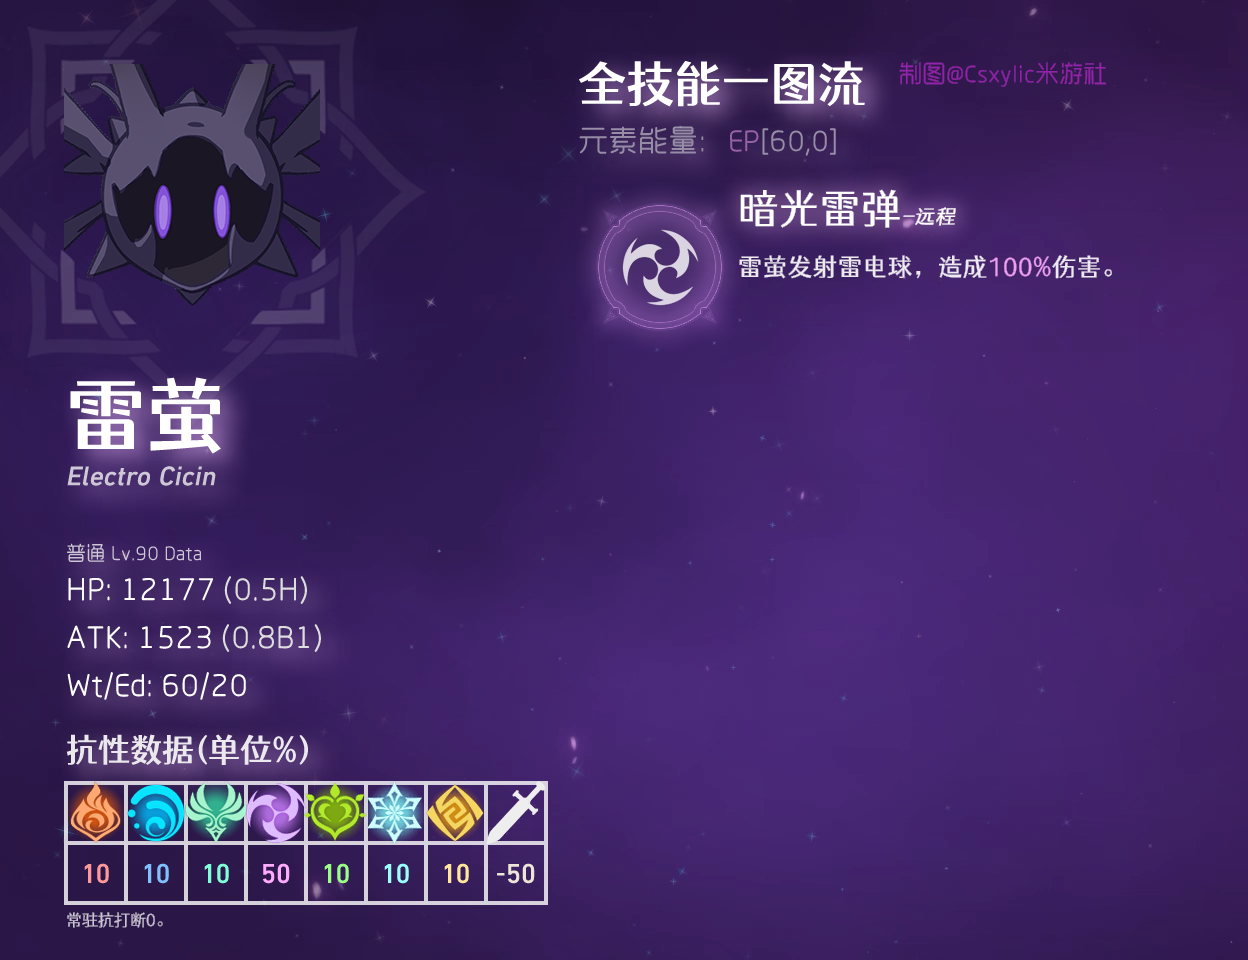 全技能一图流 制图@Csxylic米游社
元素能量: EP[60,0]
暗光雷弹-远程
雷萤发射雷电球，造成100%伤害。
雷萤
Electro Cicin
普通 Lv.90 Data
HP: 12177 (0.5H)
ATK: 1523 (0.8B1)
Wt/Ed: 60/20
抗性数据(单位%)
10 10 10 50 10 10 10 -50
常驻抗打断0。